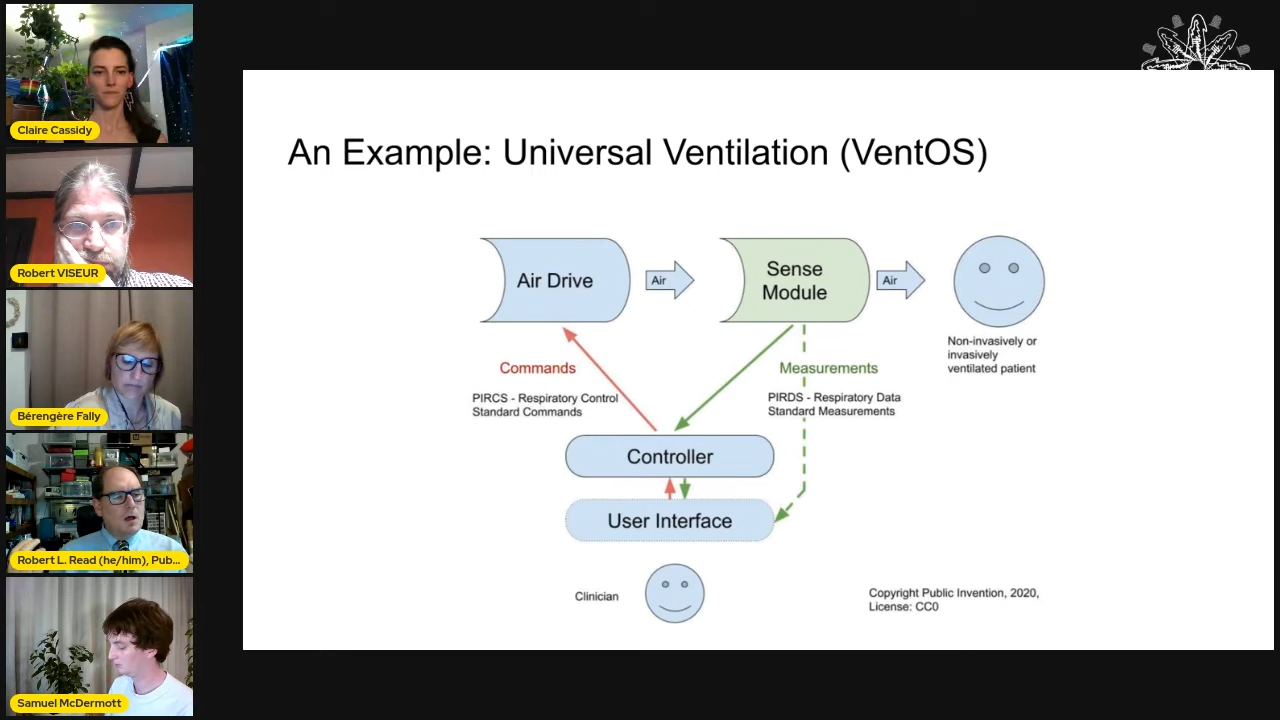 Claire Cassidy
Robert VISEUR
Bérengère Fally
Robert L. Read (he/him), Pub...
Samuel McDermott
An Example: Universal Ventilation (VentOS)
Air Drive
Air
Sense
Module
Air
Non-invasively or
invasively
ventilated patient
Commands
PIRCS - Respiratory Control
Standard Commands
Measurements
PIRDS - Respiratory Data
Standard Measurements
Controller
User Interface
Clinician
Copyright Public Invention, 2020,
License: CC0